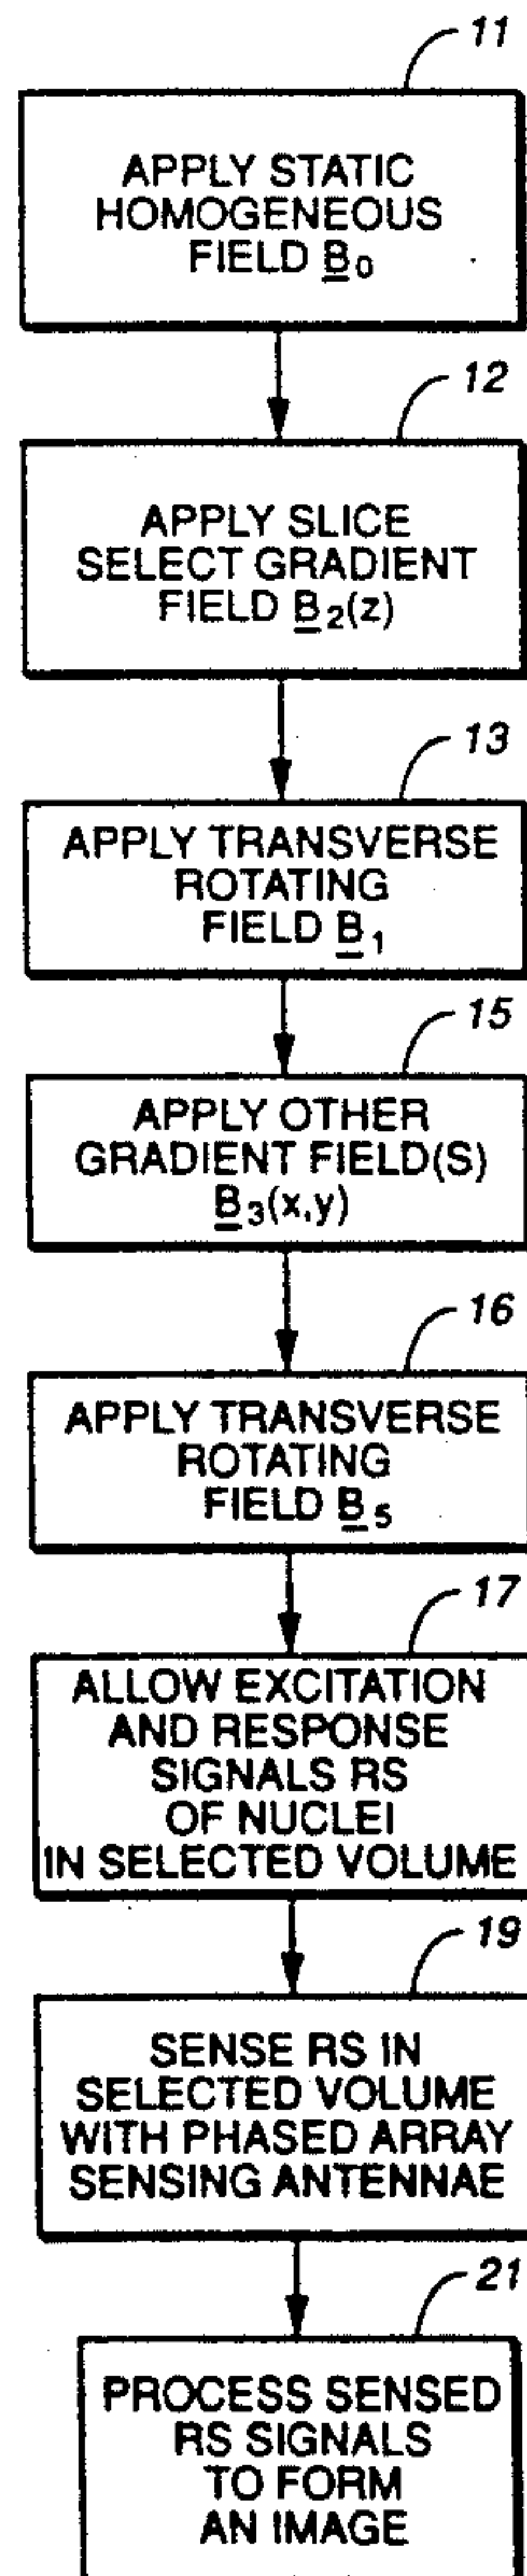 11
APPLY STATIC
HOMOGENEOUS
FIELD B0
12
APPLY SLICE
SELECT GRADIENT
FIELD B2(z)
13
APPLY TRANSVERSE
ROTATING
FIELD B1
15
APPLY OTHER
GRADIENT FIELD(S)
B3(x,y)
16
APPLY TRANSVERSE
ROTATING
FIELD B5
17
ALLOW EXCITATION
AND RESPONSE
SIGNALS RS
OF NUCLEI
IN SELECTED VOLUME
19
SENSE RS IN
SELECTED VOLUME
WITH PHASED ARRAY
SENSING ANTENNAE
21
PROCESS SENSED
RS SIGNALS
TO FORM
AN IMAGE